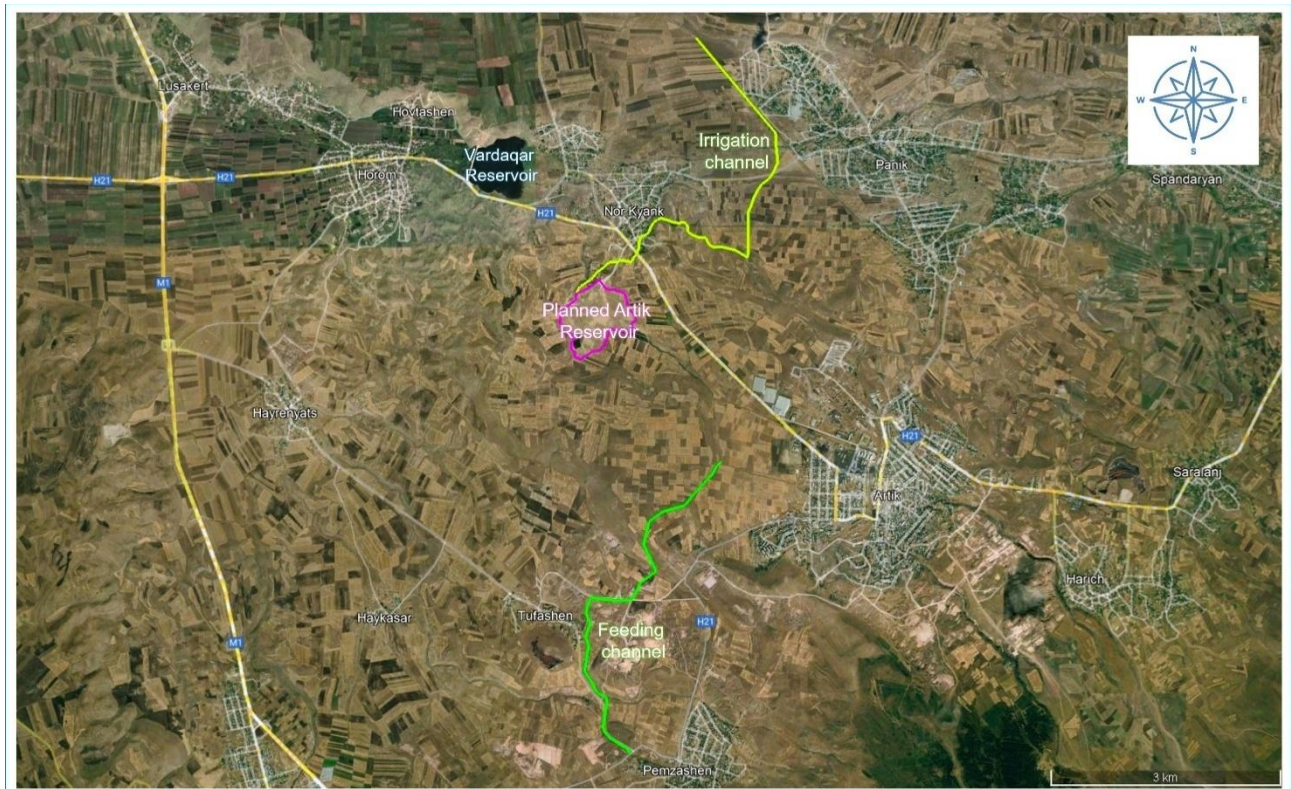 N
W E
S
Lusakert
Hovtashen
Irrigation
channel
Vardaqar
Reservoir
Panik
H21
H21
Horom
Spandaryan
H21
Nor Kyank
M1
Planned Artik
Reservoir
Hayrenyats
H21
Saralanj
Artik
Harich
Haykasar
Tufashen
H21
Feeding
channel
M1
Pemzashen
3 km